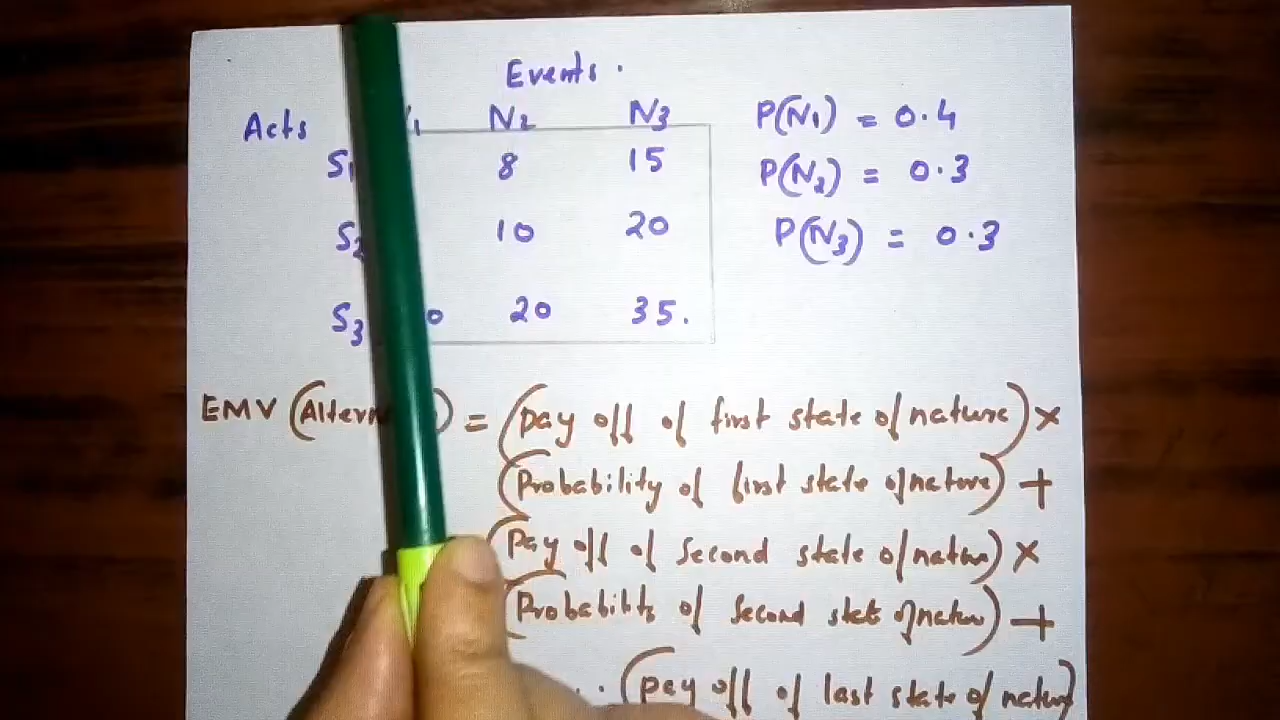 Events.
Acts N2 N3 P(N1) = 0.4
S1 8 15 P(N2) = 0.3
S2 10 20 P(N3) = 0.3
S3 20 35.
EMV ( ) = (Pay off of first state of nature) ×
(Probability of first state of nature) +
(Pay off of Second state of natur) ×
(Probability of Second state of natur) +
.. (Pay off of last state of nature)